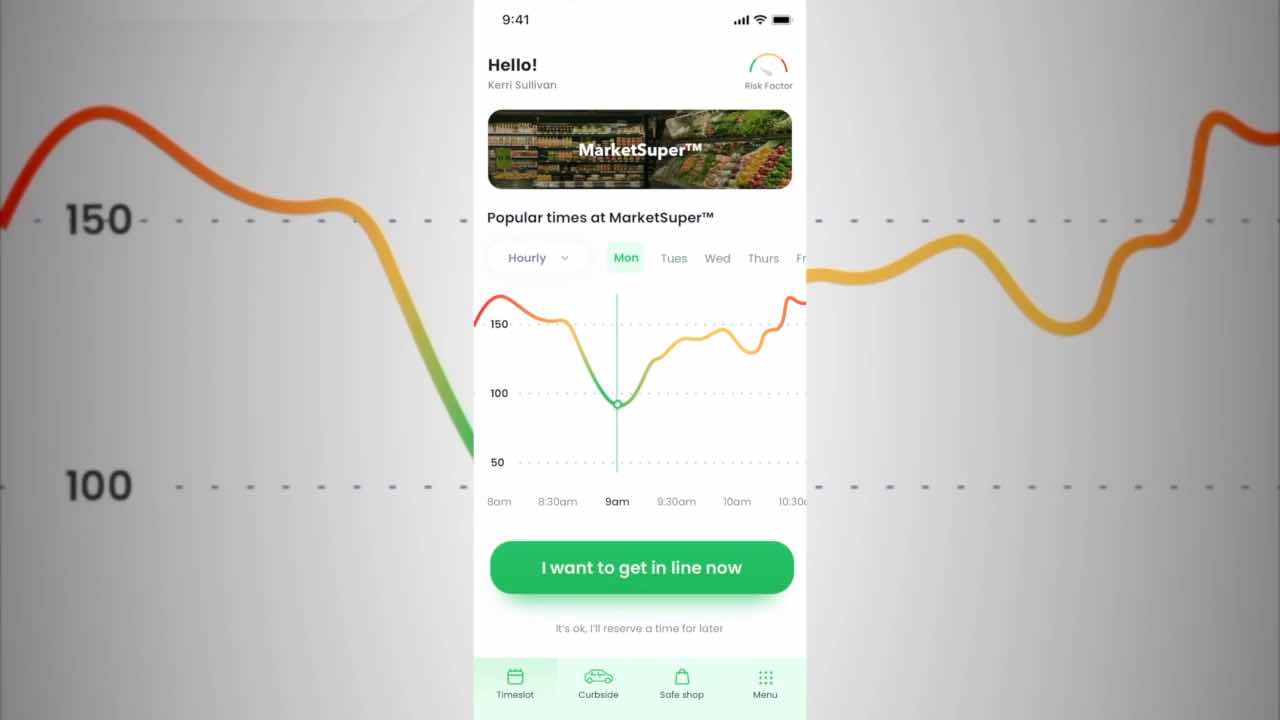 9:41
Hello!
Kerri Sullivan
Risk Factor
MarketSuper™
Popular times at MarketSuper™
Hourly
Mon Tues Wed Thurs Fr
150
100
50
8am 8:30am 9am 9:30am 10am 10:30a
I want to get in line now
It's ok, I'll reserve a time for later
Timeslot Curbside Safe shop Menu
150
100